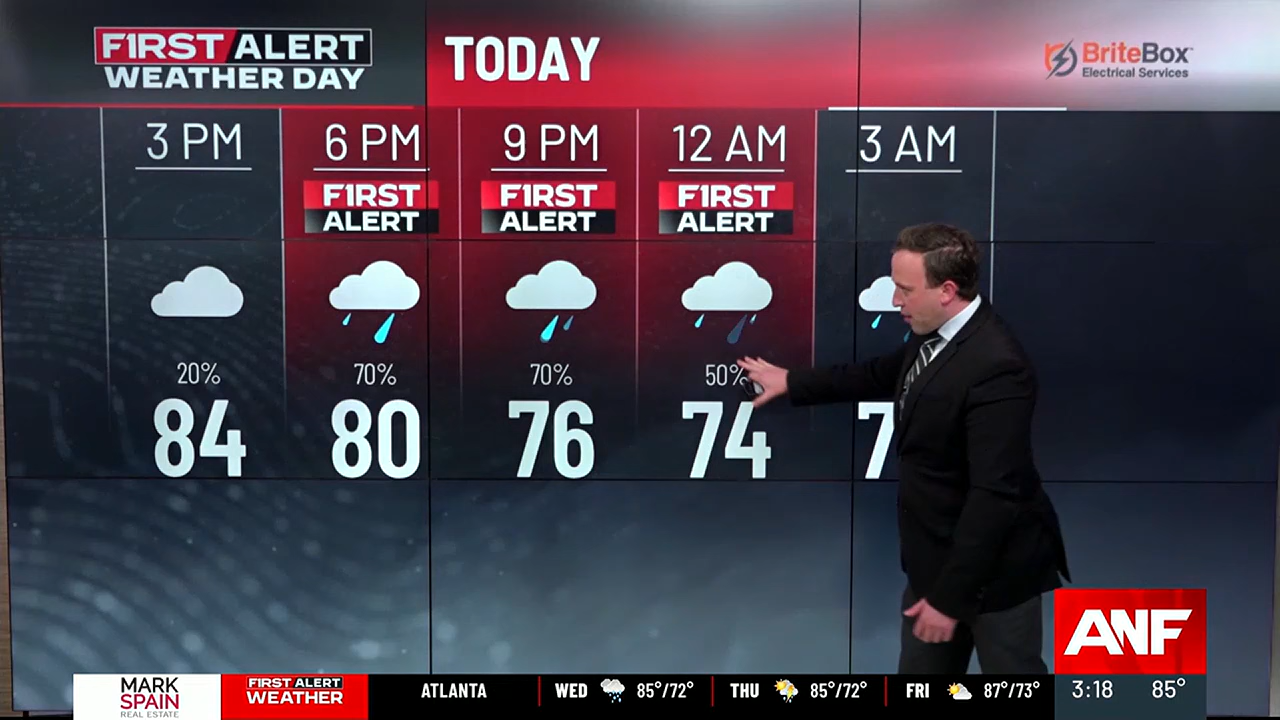 F1RST ALERT
WEATHER DAY
TODAY
BriteBox
Electrical Services
3 PM
6 PM
9 PM
12 AM
3 AM
F1RST
ALERT
F1RST
ALERT
F1RST
ALERT
20%
70%
70%
50%
84
80
76
74
7
ANF
MARK
SPAIN
REAL ESTATE
F1RST ALERT
WEATHER
ATLANTA
WED 85°/72°
THU 85°/72°
FRI 87°/73°
3:18 85°